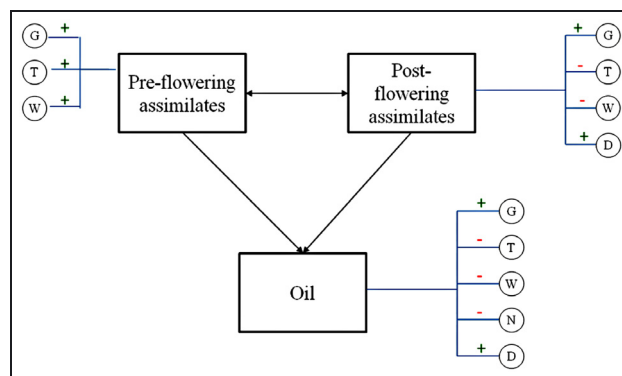 G +
T +
W +
Pre-flowering
assimilates
Post-
flowering
assimilates
+ G
- T
- W
+ D
Oil
+ G
- T
- W
- N
+ D